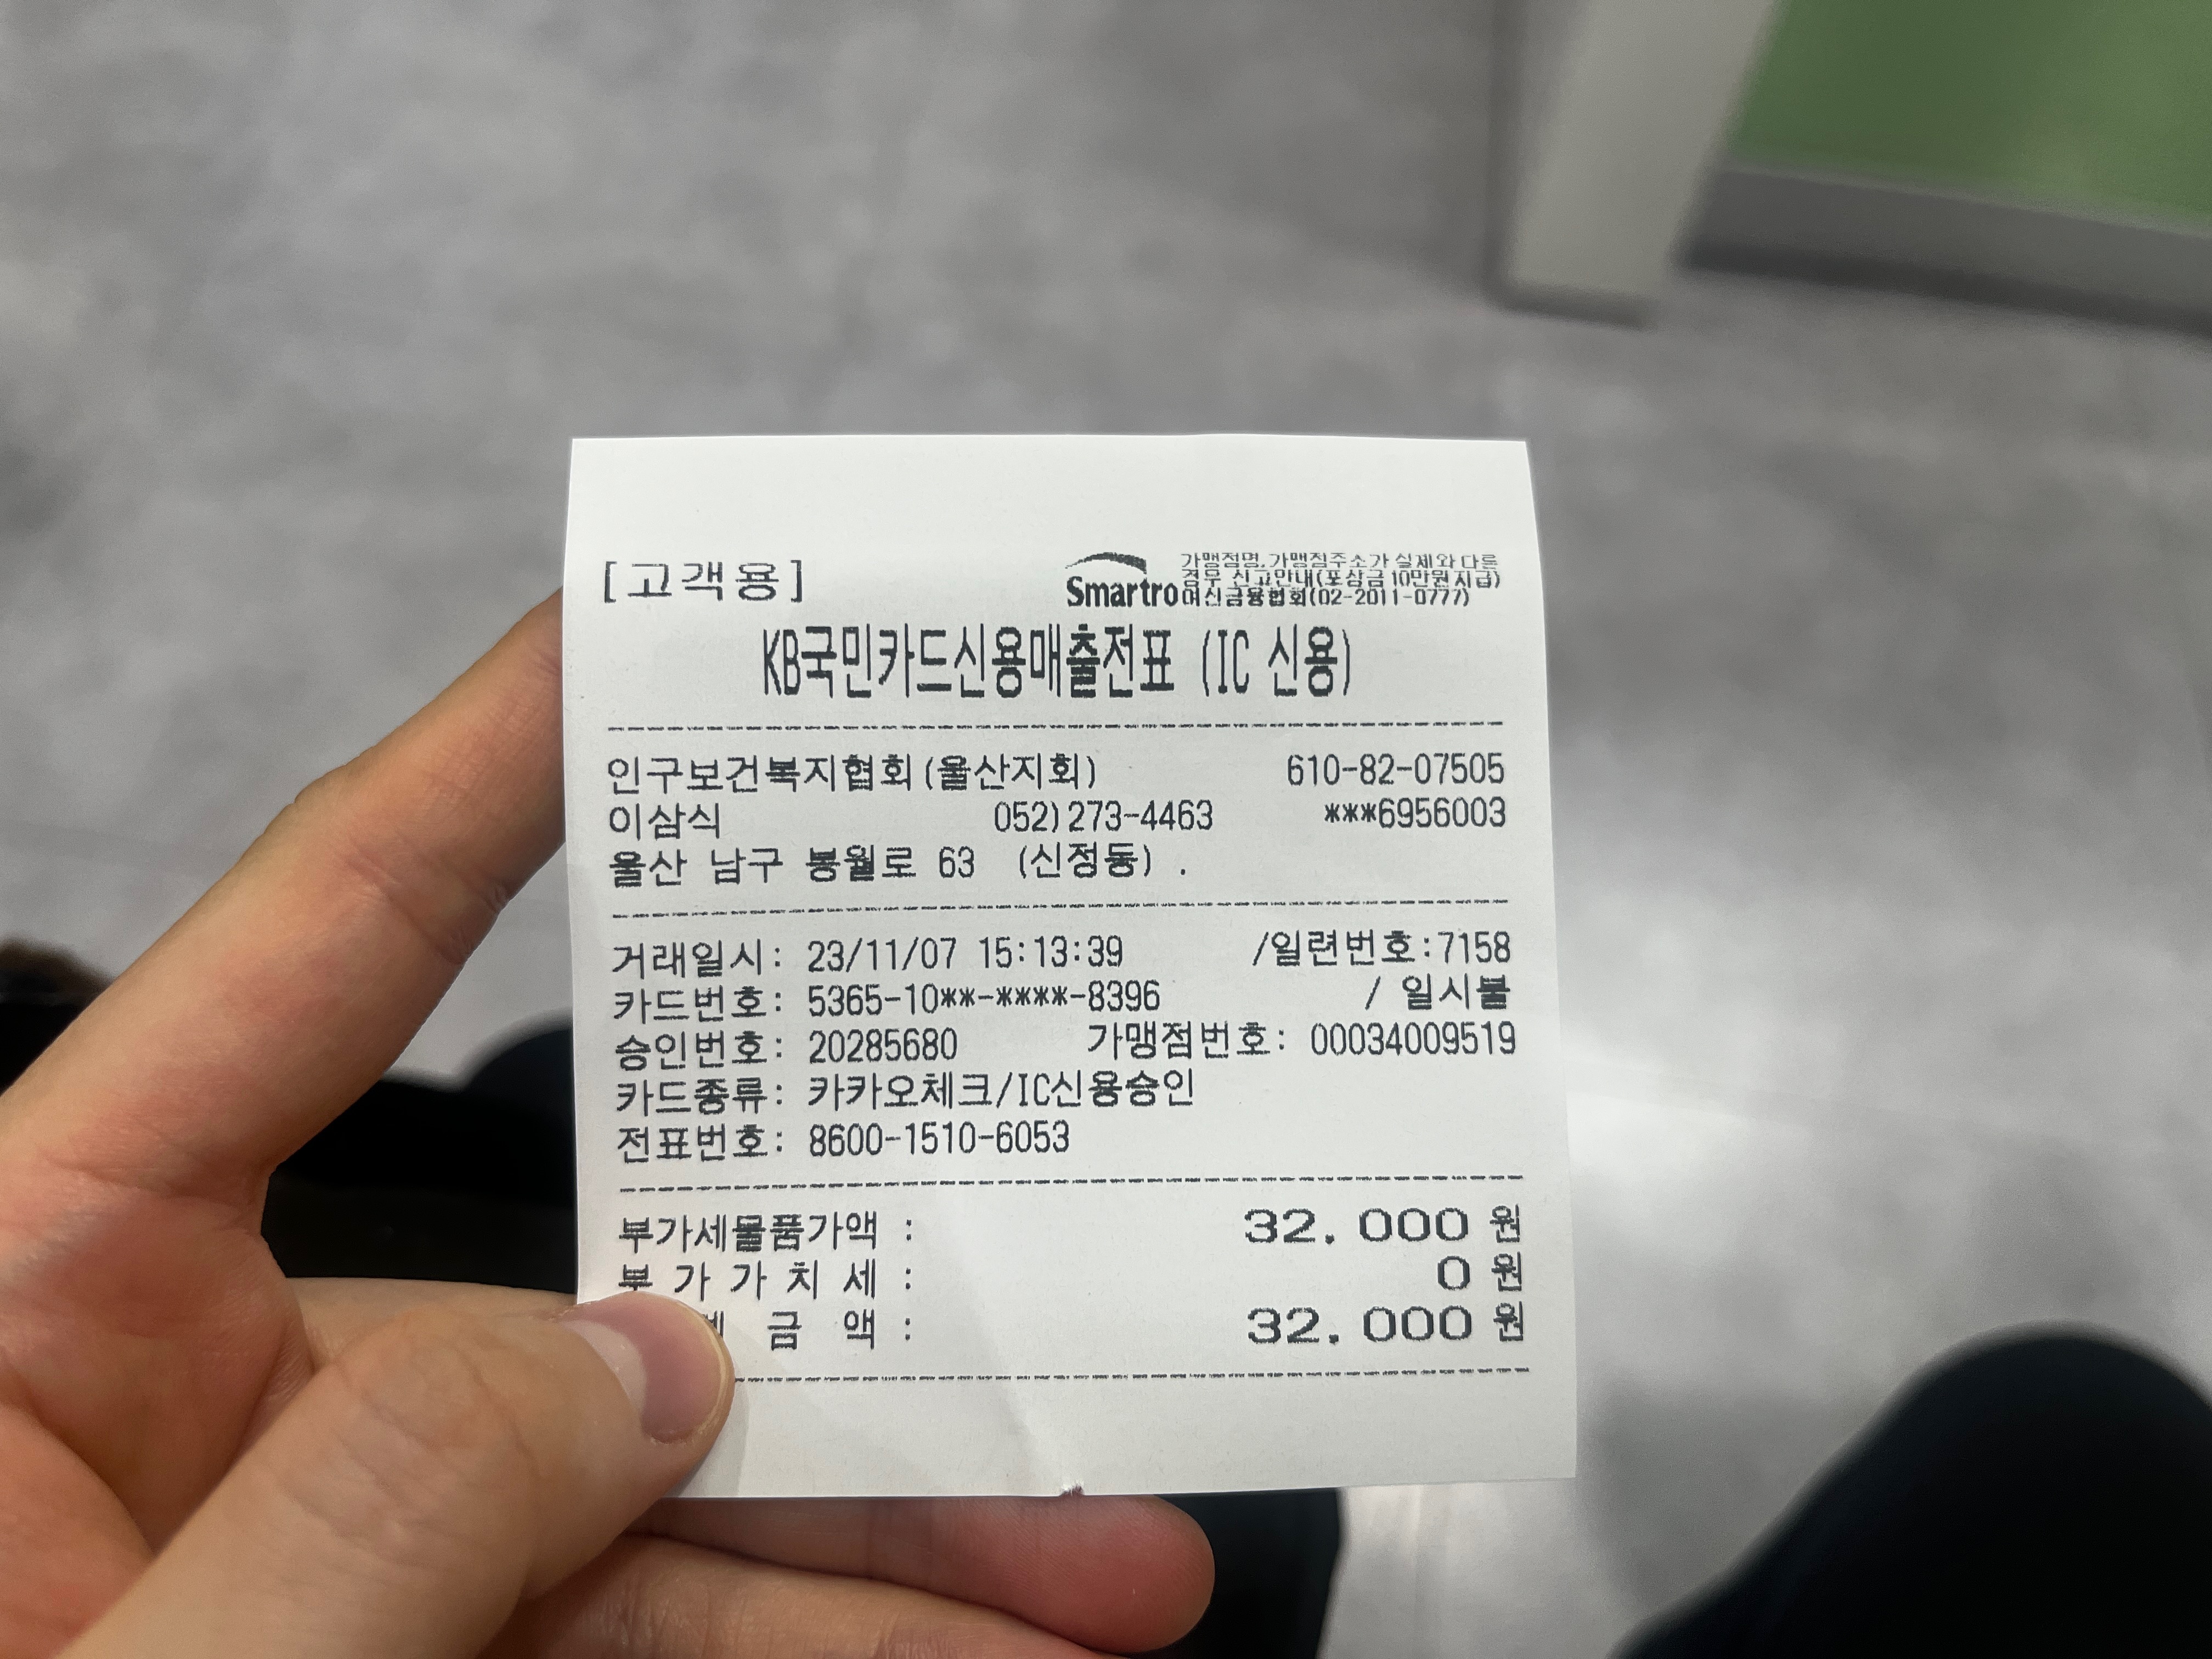 [고객용]
Smartro
가맹점명,가맹점주소가 실제와 다른
경우 신고안내(포상금 10만원지급)
여신금융협회(02-2011-0777)
KB국민카드신용매출전표 (IC 신용)
인구보건복지협회(울산지회) 610-82-07505
이삼식 052)273-4463 ***6956003
울산 남구 봉월로 63 (신정동) .
거래일시: 23/11/07 15:13:39 /일련번호:7158
카드번호: 5365-10**-****-8396 / 일시불
승인번호: 20285680 가맹점번호: 00034009519
카드종류: 카카오체크/IC신용승인
전표번호: 8600-1510-6053
부가세물품가액 : 32.000 원
부 가 가 치 세 : 0 원
금 액 : 32.000 원